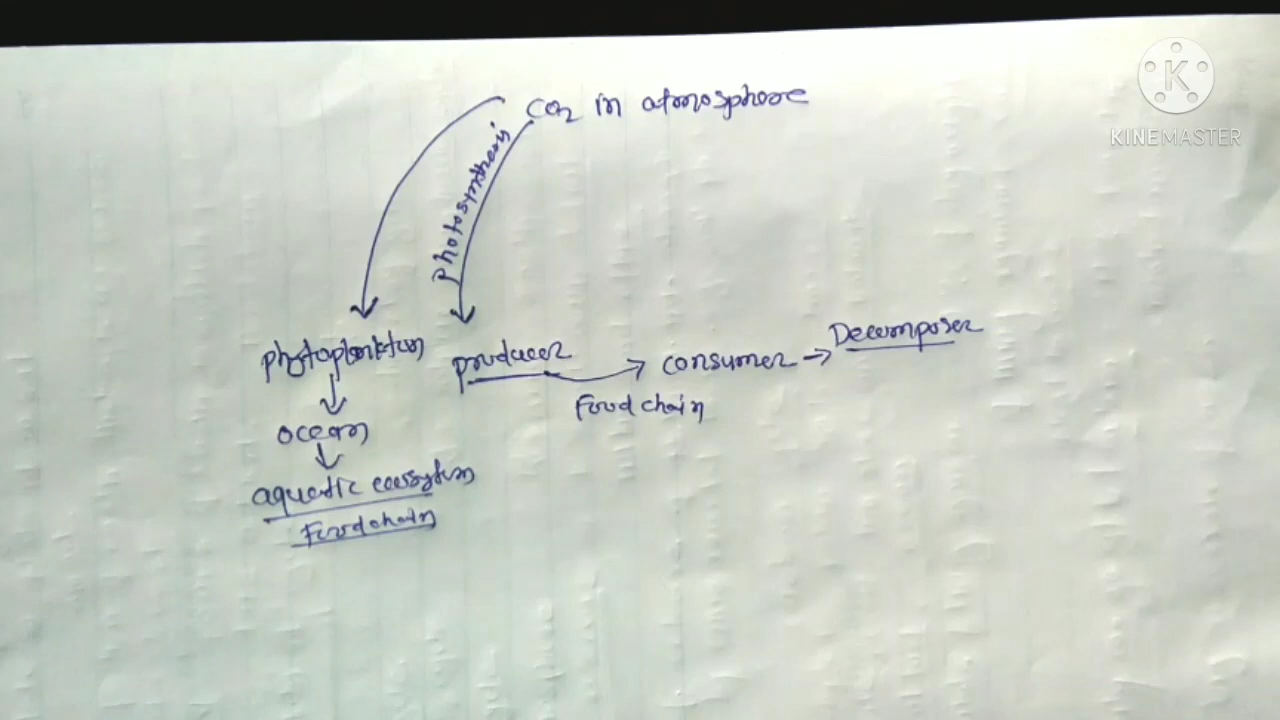 CO2 in atmosphere
KINEMASTER
photosynthesis
phytoplankton
producer
consumer
Decomposer
Food chain
ocean
aquatic ecosystem
Food chain